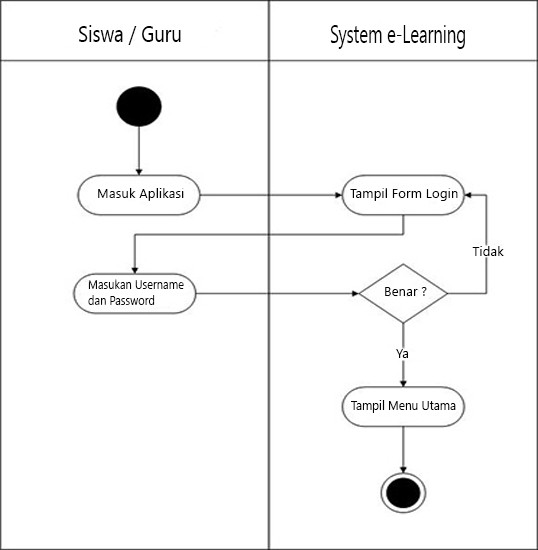 Siswa / Guru
System e-Learning
Masuk Aplikasi
Tampil Form Login
Tidak
Masukan Username
dan Password
Benar ?
Ya
Tampil Menu Utama